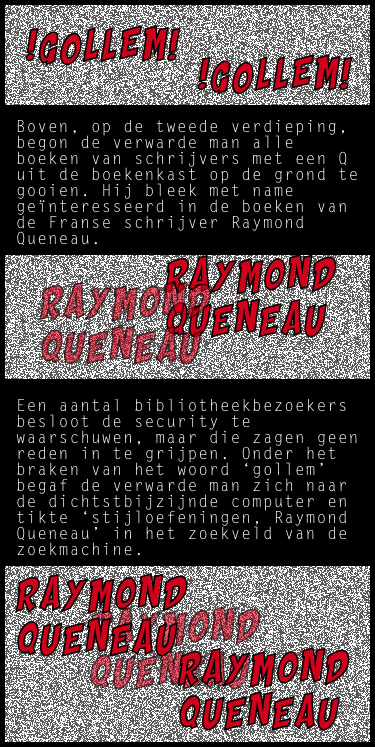 !GOLLEM!
!GOLLEM!
Boven, op de tweede verdieping,
begon de verwarde man alle
boeken van schrijvers met een Q
uit de boekenkast op de grond te
gooien. Hij bleek met name
geïnteresseerd in de boeken van
de Franse schrijver Raymond
Queneau.
RAYMOND
QUENEAU
RAYMOND
QUENEAU
Een aantal bibliotheekbezoekers
besloot de security te
waarschuwen, maar die zagen geen
reden in te grijpen. Onder het
braken van het woord ‘gollem’
begaf de verwarde man zich naar
de dichtstbijzijnde computer en
tikte ‘stijloefeningen, Raymond
Queneau’ in het zoekveld van de
zoekmachine.
RAYMOND
QUENEAU
RAYMOND
QUENEAU
RAYMOND
QUENEAU